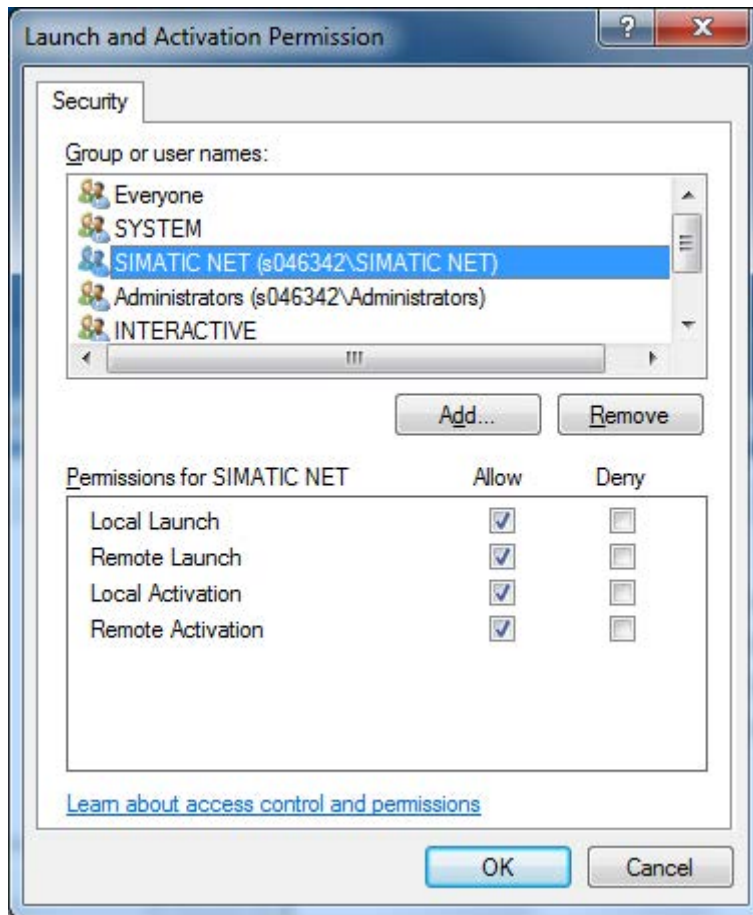 Launch and Activation Permission
Security
Group or user names:
Everyone
SYSTEM
SIMATIC NET (s046342\SIMATIC NET)
Administrators (s046342\Administrators)
INTERACTIVE
Add... Remove
Permissions for SIMATIC NET Allow Deny
Local Launch
Remote Launch
Local Activation
Remote Activation
Learn about access control and permissions
OK Cancel